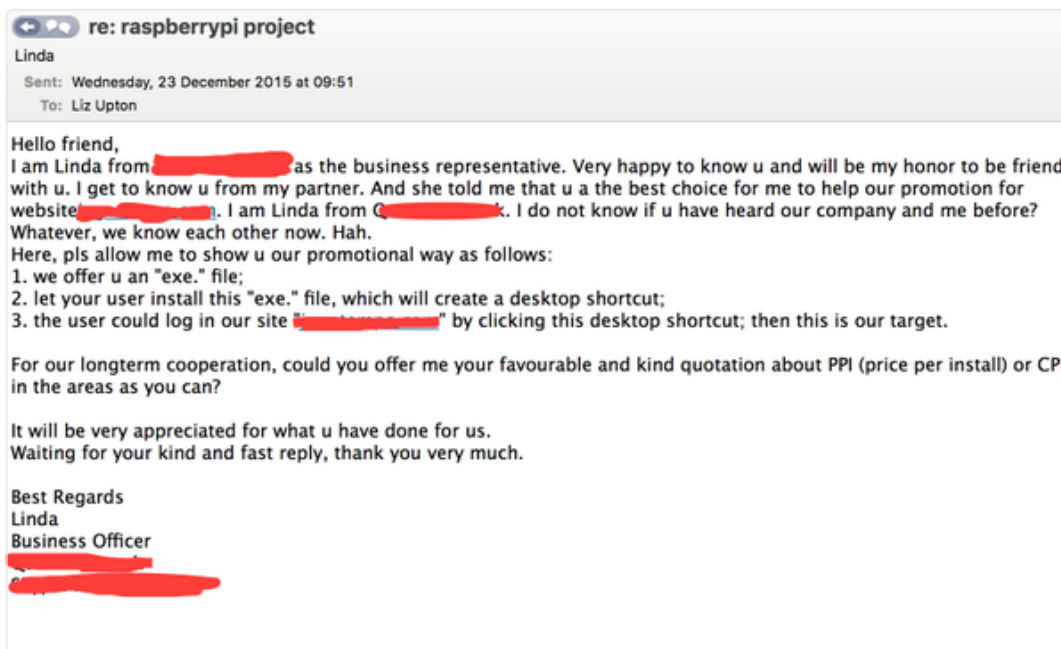 re: raspberrypi project
Linda
Sent: Wednesday, 23 December 2015 at 09:51
To: Liz Upton
Hello friend,
I am Linda from as the business representative. Very happy to know u and will be my honor to be friend
with u. I get to know u from my partner. And she told me that u a the best choice for me to help our promotion for
website . I am Linda from . I do not know if u have heard our company and me before?
Whatever, we know each other now. Hah.
Here, pls allow me to show u our promotional way as follows:
1. we offer u an "exe." file;
2. let your user install this "exe." file, which will create a desktop shortcut;
3. the user could log in our site " " by clicking this desktop shortcut; then this is our target.
For our longterm cooperation, could you offer me your favourable and kind quotation about PPI (price per install) or CP
in the areas as you can?
It will be very appreciated for what u have done for us.
Waiting for your kind and fast reply, thank you very much.
Best Regards
Linda
Business Officer